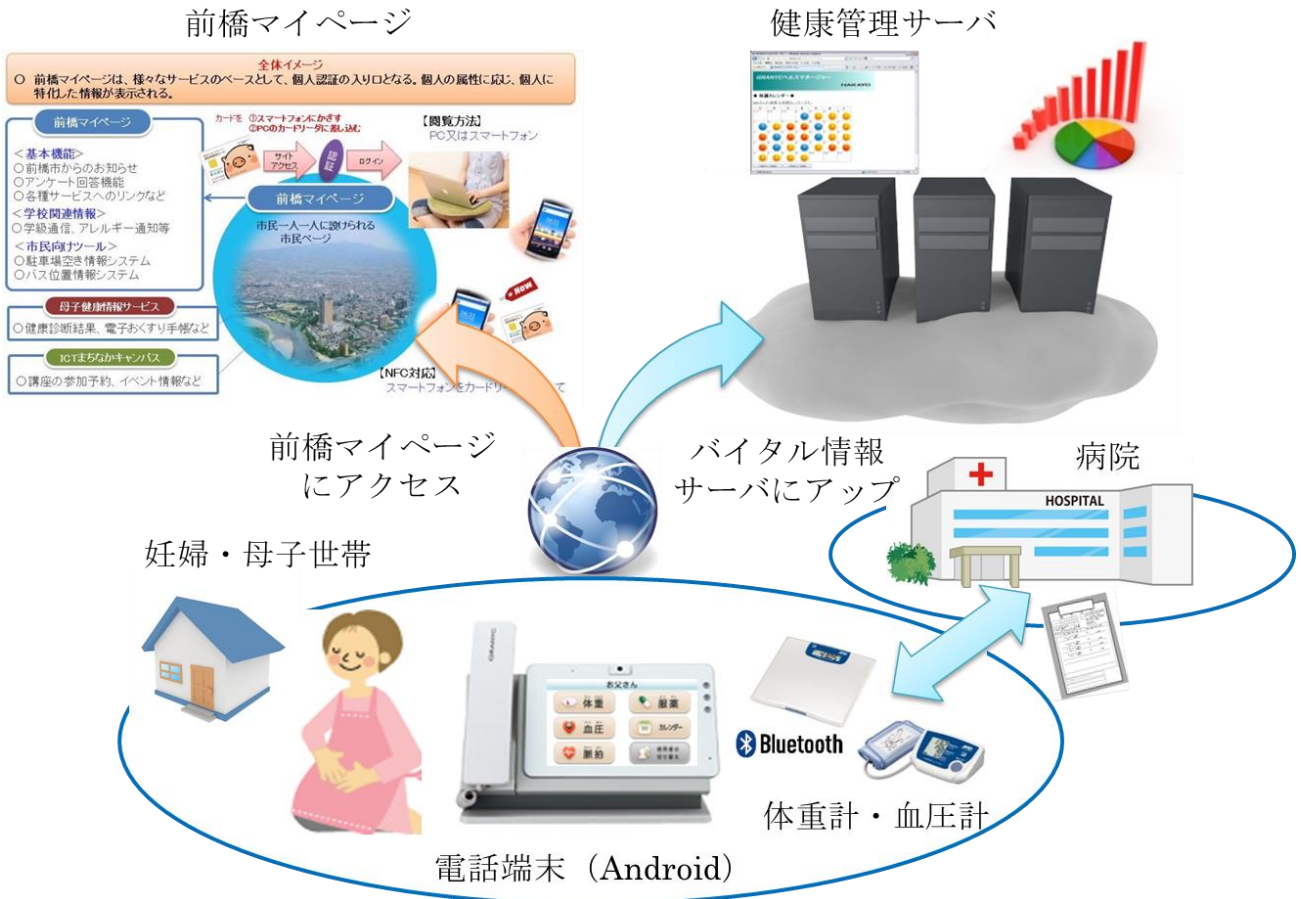 前橋マイページ
健康管理サーバ
全体イメージ
○ 前橋マイページは、様々なサービスのベースとして、個人認証の入り口となる。個人の属性に応じ、個人に
特化した情報が表示される。
前橋マイページ
<基本機能>
○前橋市からのお知らせ
○アンケート回答機能
○各種サービスへのリンクなど
<学校関連情報>
○学級通信、アレルギー通知等
<市民向けツール>
○駐車場空き情報システム
○バス位置情報システム
母子健康情報サービス
○健康診断結果、電子おくすり手帳など
ICTまちなかキャンパス
○講座の参加予約、イベント情報など
カードを ①スマートフォンにかざす
②PCのカードリーダに差し込む
サイト
アクセス
認証
ログイン
【閲覧方法】
PC又はスマートフォン
前橋マイページ
市民一人一人に設けられる
市民ページ
New
【NFC対応】
スマートフォンをカードリ
て
GRANYCヘルスマネージャー
NAKAYO
前橋マイページ
にアクセス
バイタル情報
サーバにアップ
病院
HOSPITAL
妊婦・母子世帯
GRANYC
お父さん
体重
服薬
血圧
カレンダー
脈拍
Bluetooth
体重計・血圧計
電話端末（Android）